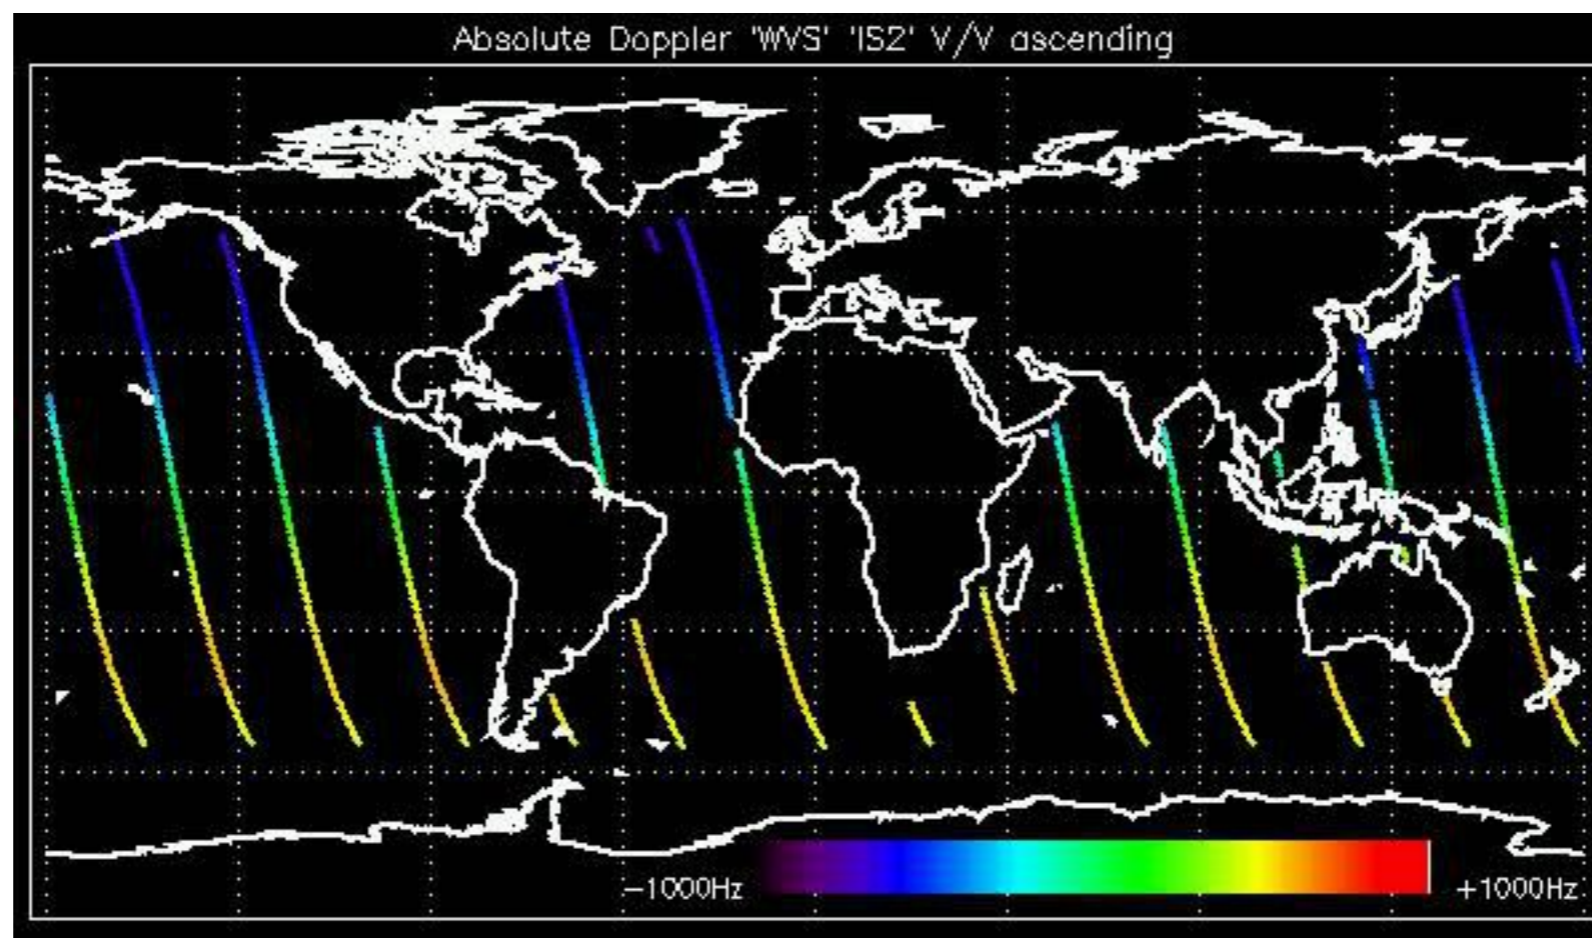 Absolute Doppler 'WVS' 'IS2' V/V ascending
-1000Hz +1000Hz